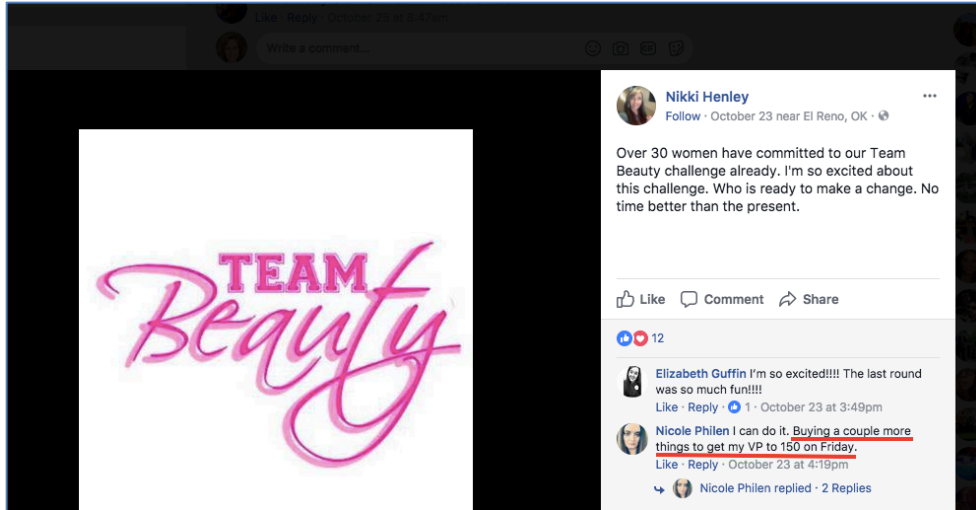 Like · Reply · October 23 at 8:47pm
Write a comment...
GIF
Nikki Henley
Follow · October 23 near El Reno, OK ·
Over 30 women have committed to our Team
Beauty challenge already. I'm so excited about
this challenge. Who is ready to make a change. No
time better than the present.
TEAM
Beauty
Like Comment Share
12
Elizabeth Guffin I'm so excited!!!! The last round
was so much fun!!!!
Like · Reply · 1 · October 23 at 3:49pm
Nicole Philen I can do it. Buying a couple more
things to get my VP to 150 on Friday.
Like · Reply · October 23 at 4:19pm
Nicole Philen replied · 2 Replies